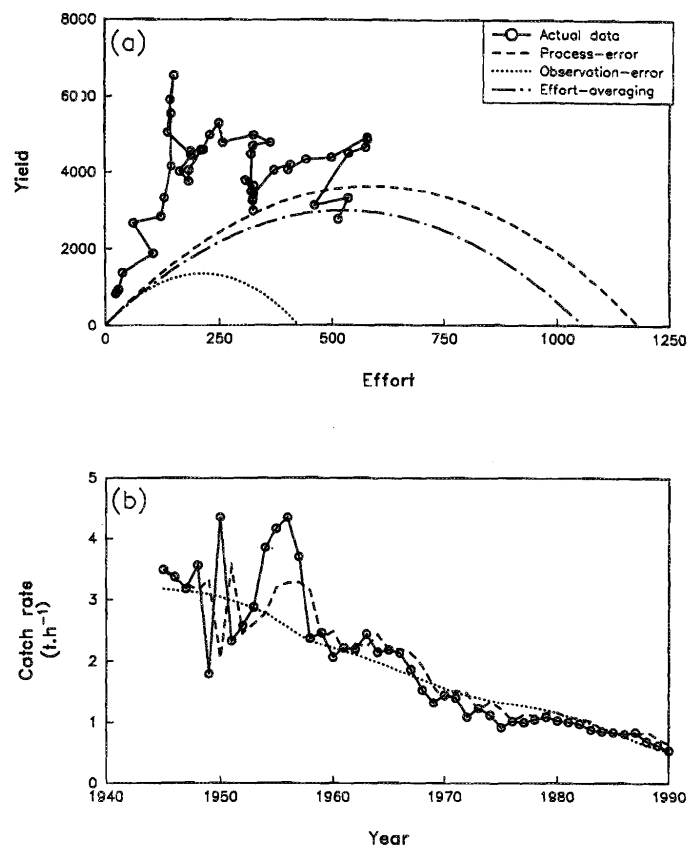 (a)
Actual data
Process-error
Observation-error
Effort-averaging
8000
6000
4000
2000
0
Yield
0 250 500 750 1000 1250
Effort
(b)
5
4
3
2
1
0
Catch rate
(t.h⁻¹)
1940 1950 1960 1970 1980 1990
Year